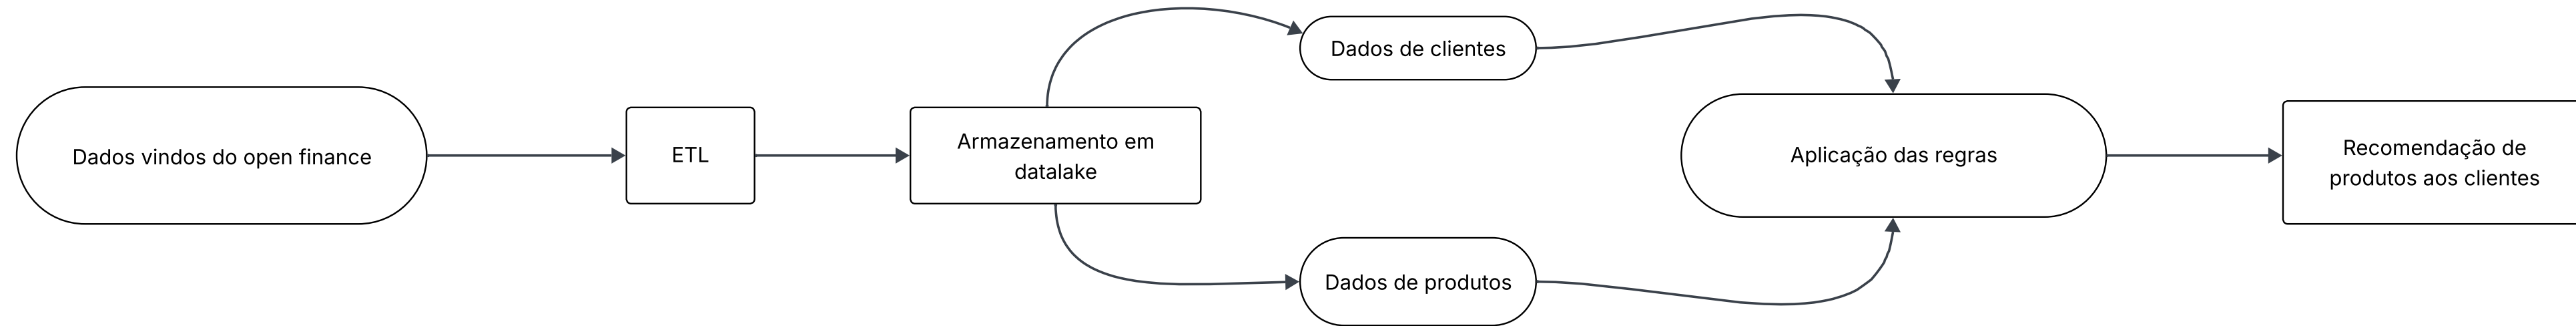 Dados vindos do open finance
ETL
Armazenamento em
datalake
Dados de clientes
Dados de produtos
Aplicação das regras
Recomendação de
produtos aos clientes